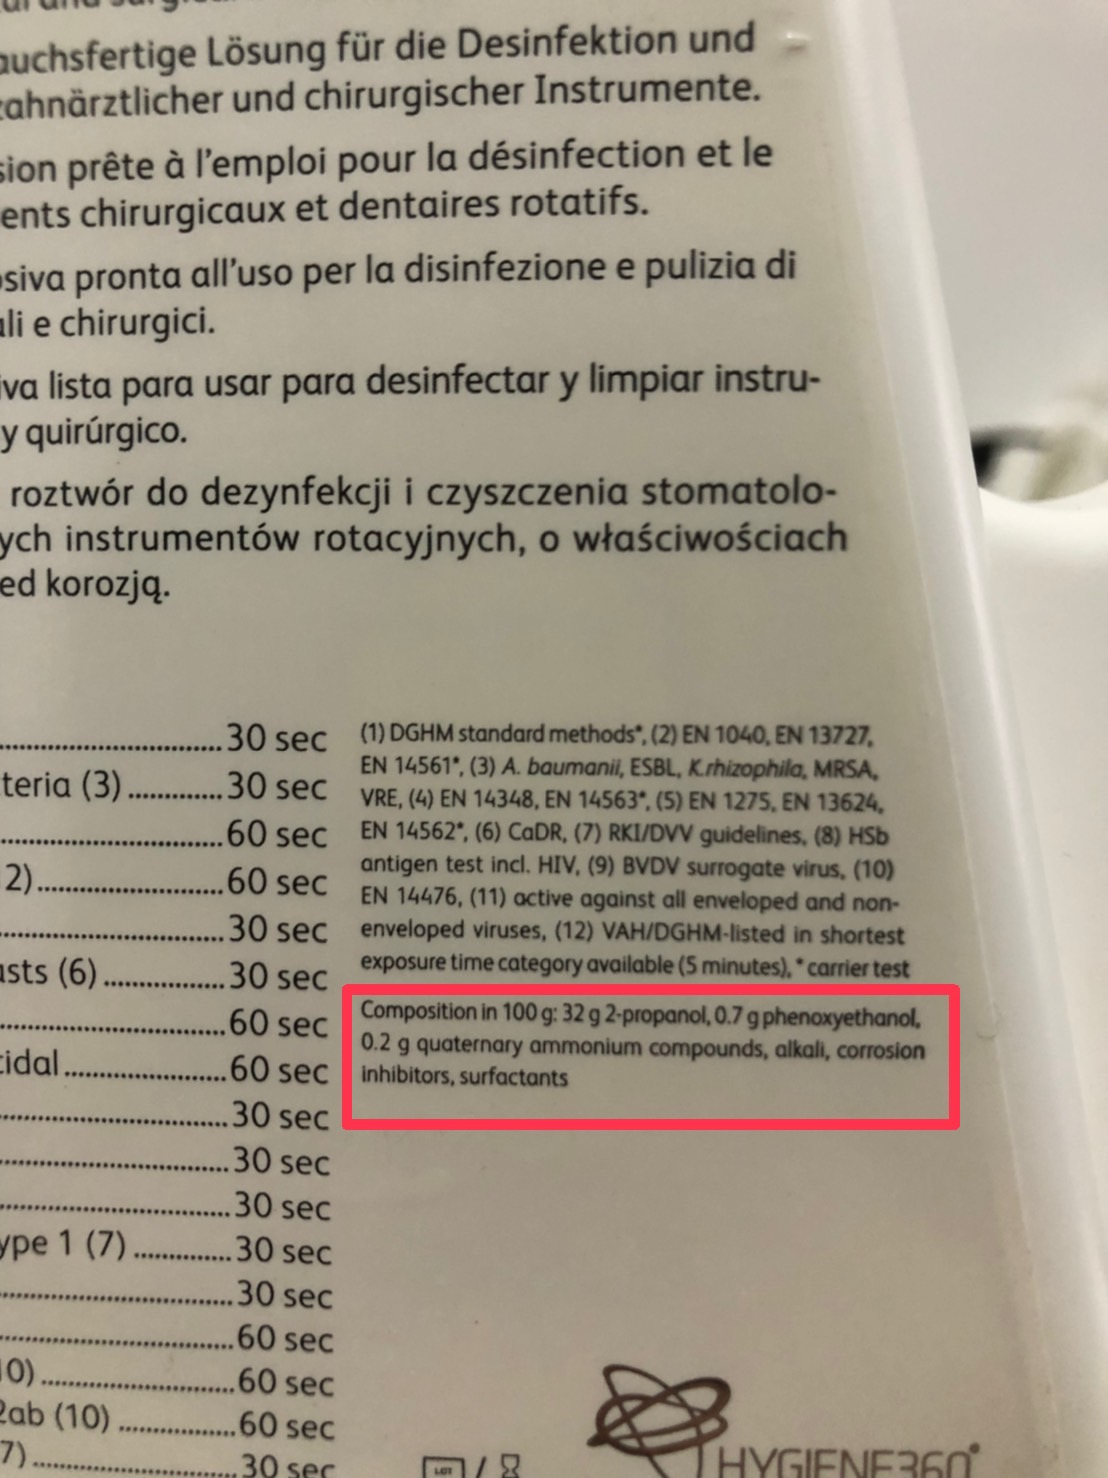 auchsfertige Lösung für die Desinfektion und
zahnärztlicher und chirurgischer Instrumente.
sion prête à l'emploi pour la désinfection et le
ents chirurgicaux et dentaires rotatifs.
osiva pronta all'uso per la disinfezione e pulizia di
ali e chirurgici.
iva lista para usar para desinfectar y limpiar instru-
y quirúrgico.
roztwór do dezynfekcji i czyszczenia stomatolo-
ych instrumentów rotacyjnych, o właściwościach
ed korozją.
30 sec
teria (3) 30 sec
60 sec
2) 60 sec
30 sec
asts (6) 30 sec
60 sec
cidal 60 sec
30 sec
30 sec
30 sec
ype 1 (7) 30 sec
30 sec
60 sec
10) 60 sec
2ab (10) 60 sec
7) 30 sec
(1) DGHM standard methods*, (2) EN 1040, EN 13727,
EN 14561*, (3) A. baumanii, ESBL, K.rhizophila, MRSA,
VRE, (4) EN 14348, EN 14563*, (5) EN 1275, EN 13624,
EN 14562*, (6) CaDR, (7) RKI/DVV guidelines, (8) HSb
antigen test incl. HIV, (9) BVDV surrogate virus, (10)
EN 14476, (11) active against all enveloped and non-
enveloped viruses, (12) VAH/DGHM-listed in shortest
exposure time category available (5 minutes), * carrier test
Composition in 100 g: 32 g 2-propanol, 0.7 g phenoxyethanol,
0.2 g quaternary ammonium compounds, alkali, corrosion
inhibitors, surfactants
LOT /
HYGIENE360°